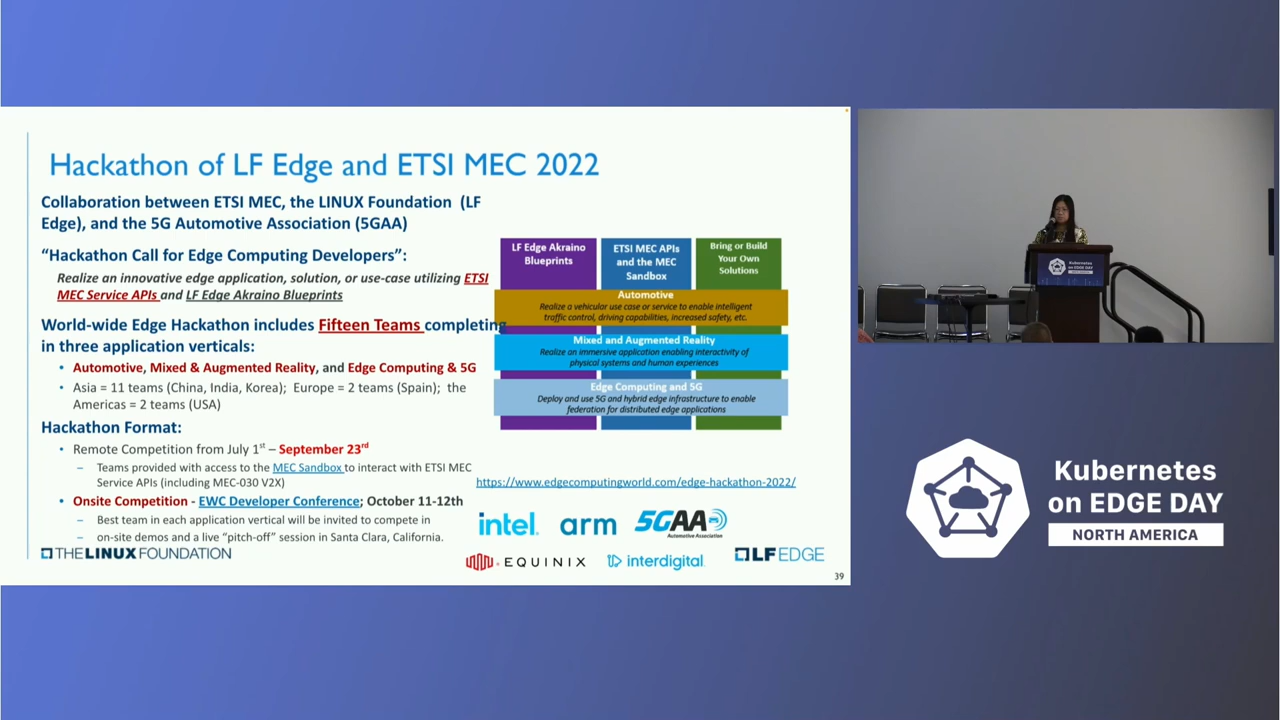 Hackathon of LF Edge and ETSI MEC 2022
Collaboration between ETSI MEC, the LINUX Foundation (LF
Edge), and the 5G Automotive Association (5GAA)
“Hackathon Call for Edge Computing Developers”:
Realize an innovative edge application, solution, or use-case utilizing ETSI
MEC Service APIs and LF Edge Akraino Blueprints
World-wide Edge Hackathon includes Fifteen Teams completing
in three application verticals:
• Automotive, Mixed & Augmented Reality, and Edge Computing & 5G
• Asia = 11 teams (China, India, Korea); Europe = 2 teams (Spain); the
Americas = 2 teams (USA)
Hackathon Format:
• Remote Competition from July 1st – September 23rd
– Teams provided with access to the MEC Sandbox to interact with ETSI MEC
Service APIs (including MEC-030 V2X)
• Onsite Competition - EWC Developer Conference; October 11-12th
– Best team in each application vertical will be invited to compete in
– on-site demos and a live “pitch-off” session in Santa Clara, California.
THE LINUX FOUNDATION
LF Edge Akraino
Blueprints
ETSI MEC APIs
and the MEC
Sandbox
Bring or Build
Your Own
Solutions
Automotive
Realize a vehicular use case or service to enable intelligent
traffic control, driving capabilities, increased safety, etc.
Mixed and Augmented Reality
Realize an immersive application enabling interactivity of
physical systems and human experiences
Edge Computing and 5G
Deploy and use 5G and hybrid edge infrastructure to enable
federation for distributed edge applications
https://www.edgecomputingworld.com/edge-hackathon-2022/
intel.
arm
5GAA
Automotive Association
EQUINIX
interdigital
LF EDGE
39
Kubernetes
on EDGE DAY
Kubernetes
on EDGE DAY
NORTH AMERICA